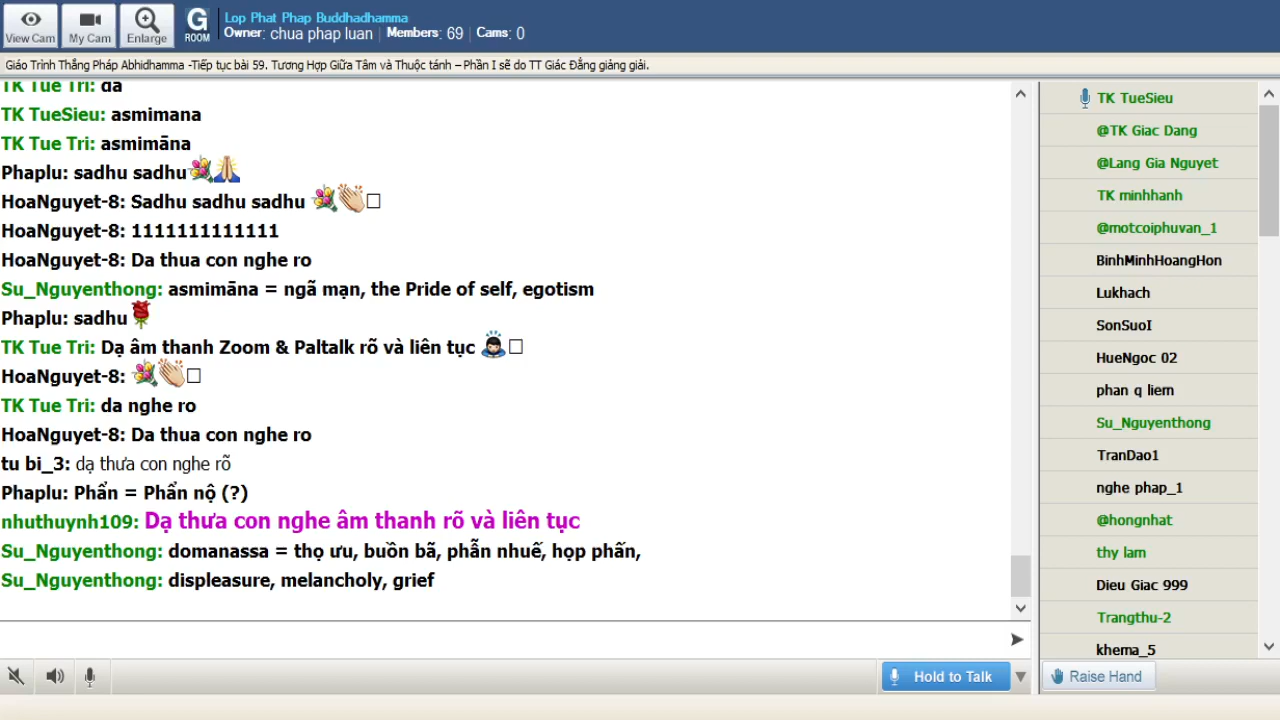 View Cam
My Cam
Enlarge
G
ROOM
Lop Phat Phap Buddhadhamma
Owner: chua phap luan | Members: 69 | Cams: 0
Giáo Trình Thắng Pháp Abhidhamma -Tiếp tục bài 59. Tương Hợp Giữa Tâm và Thuộc tánh – Phần I sẽ do TT Giác Đẳng giảng giải.
TK Tue Tri: da
TK TueSieu: asmimana
TK Tue Tri: asmimāna
Phaplu: sadhu sadhu💐🙏
HoaNguyet-8: Sadhu sadhu sadhu 💐👏□
HoaNguyet-8: 1111111111111
HoaNguyet-8: Da thua con nghe ro
Su_Nguyenthong: asmimāna = ngã mạn, the Pride of self, egotism
Phaplu: sadhu🌹
TK Tue Tri: Dạ âm thanh Zoom & Paltalk rõ và liên tục 🙇□
HoaNguyet-8: 💐👏□
TK Tue Tri: da nghe ro
HoaNguyet-8: Da thua con nghe ro
tu bi_3: dạ thưa con nghe rõ
Phaplu: Phẩn = Phẩn nộ (?)
nhuthuynh109: Dạ thưa con nghe âm thanh rõ và liên tục
Su_Nguyenthong: domanassa = thọ ưu, buồn bã, phẫn nhuế, họp phấn,
Su_Nguyenthong: displeasure, melancholy, grief
Hold to Talk
TK TueSieu
@TK Giac Dang
@Lang Gia Nguyet
TK minhhanh
@motcoiphuvan_1
BinhMinhHoangHon
Lukhach
SonSuoI
HueNgoc 02
phan q liem
Su_Nguyenthong
TranDao1
nghe phap_1
@hongnhat
thy lam
Dieu Giac 999
Trangthu-2
khema_5
Raise Hand